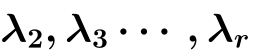 λ₂, λ₃ ⋯ , λᵣ